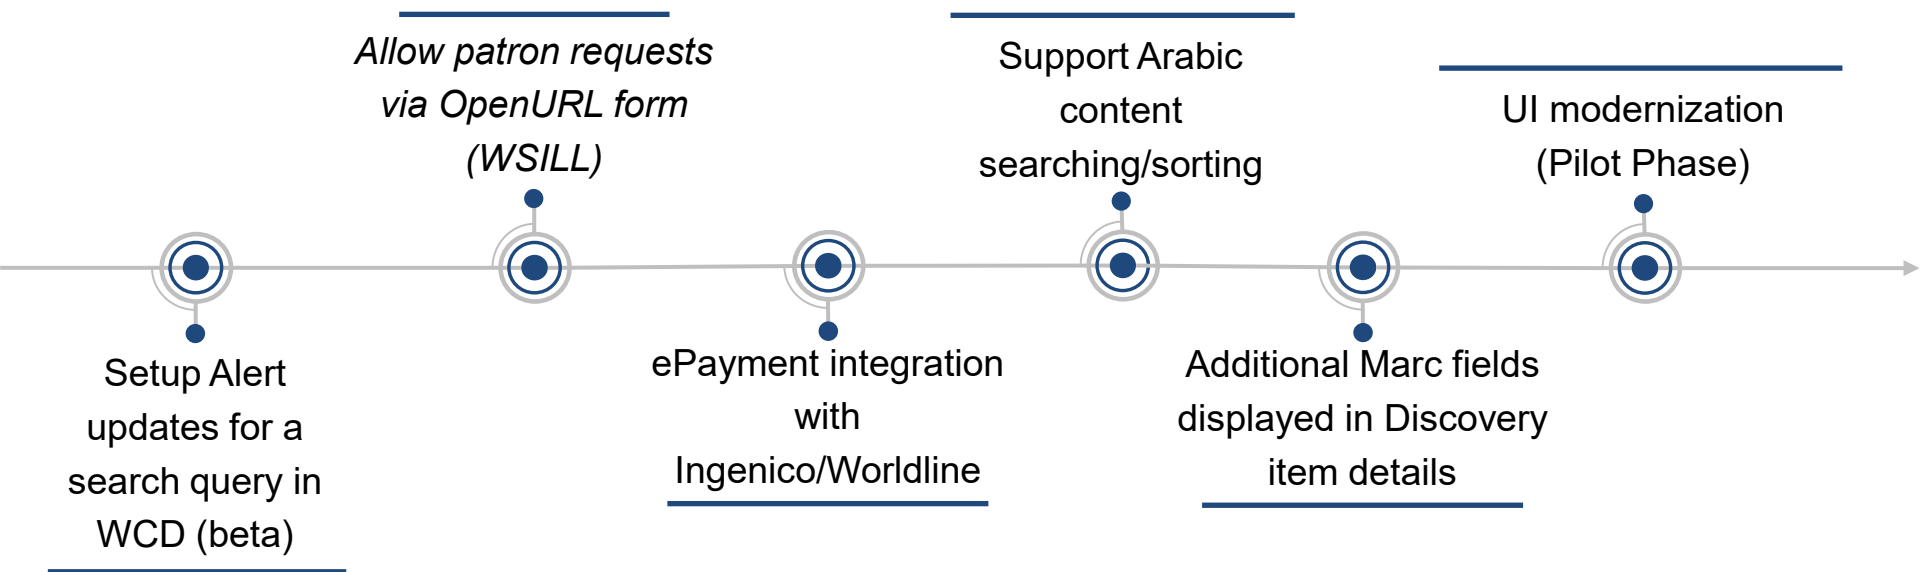 Setup Alert
updates for a
search query in
WCD (beta)
Allow patron requests
via OpenURL form
(WSILL)
ePayment integration
with
Ingenico/Worldline
Support Arabic
content
searching/sorting
Additional Marc fields
displayed in Discovery
item details
UI modernization
(Pilot Phase)